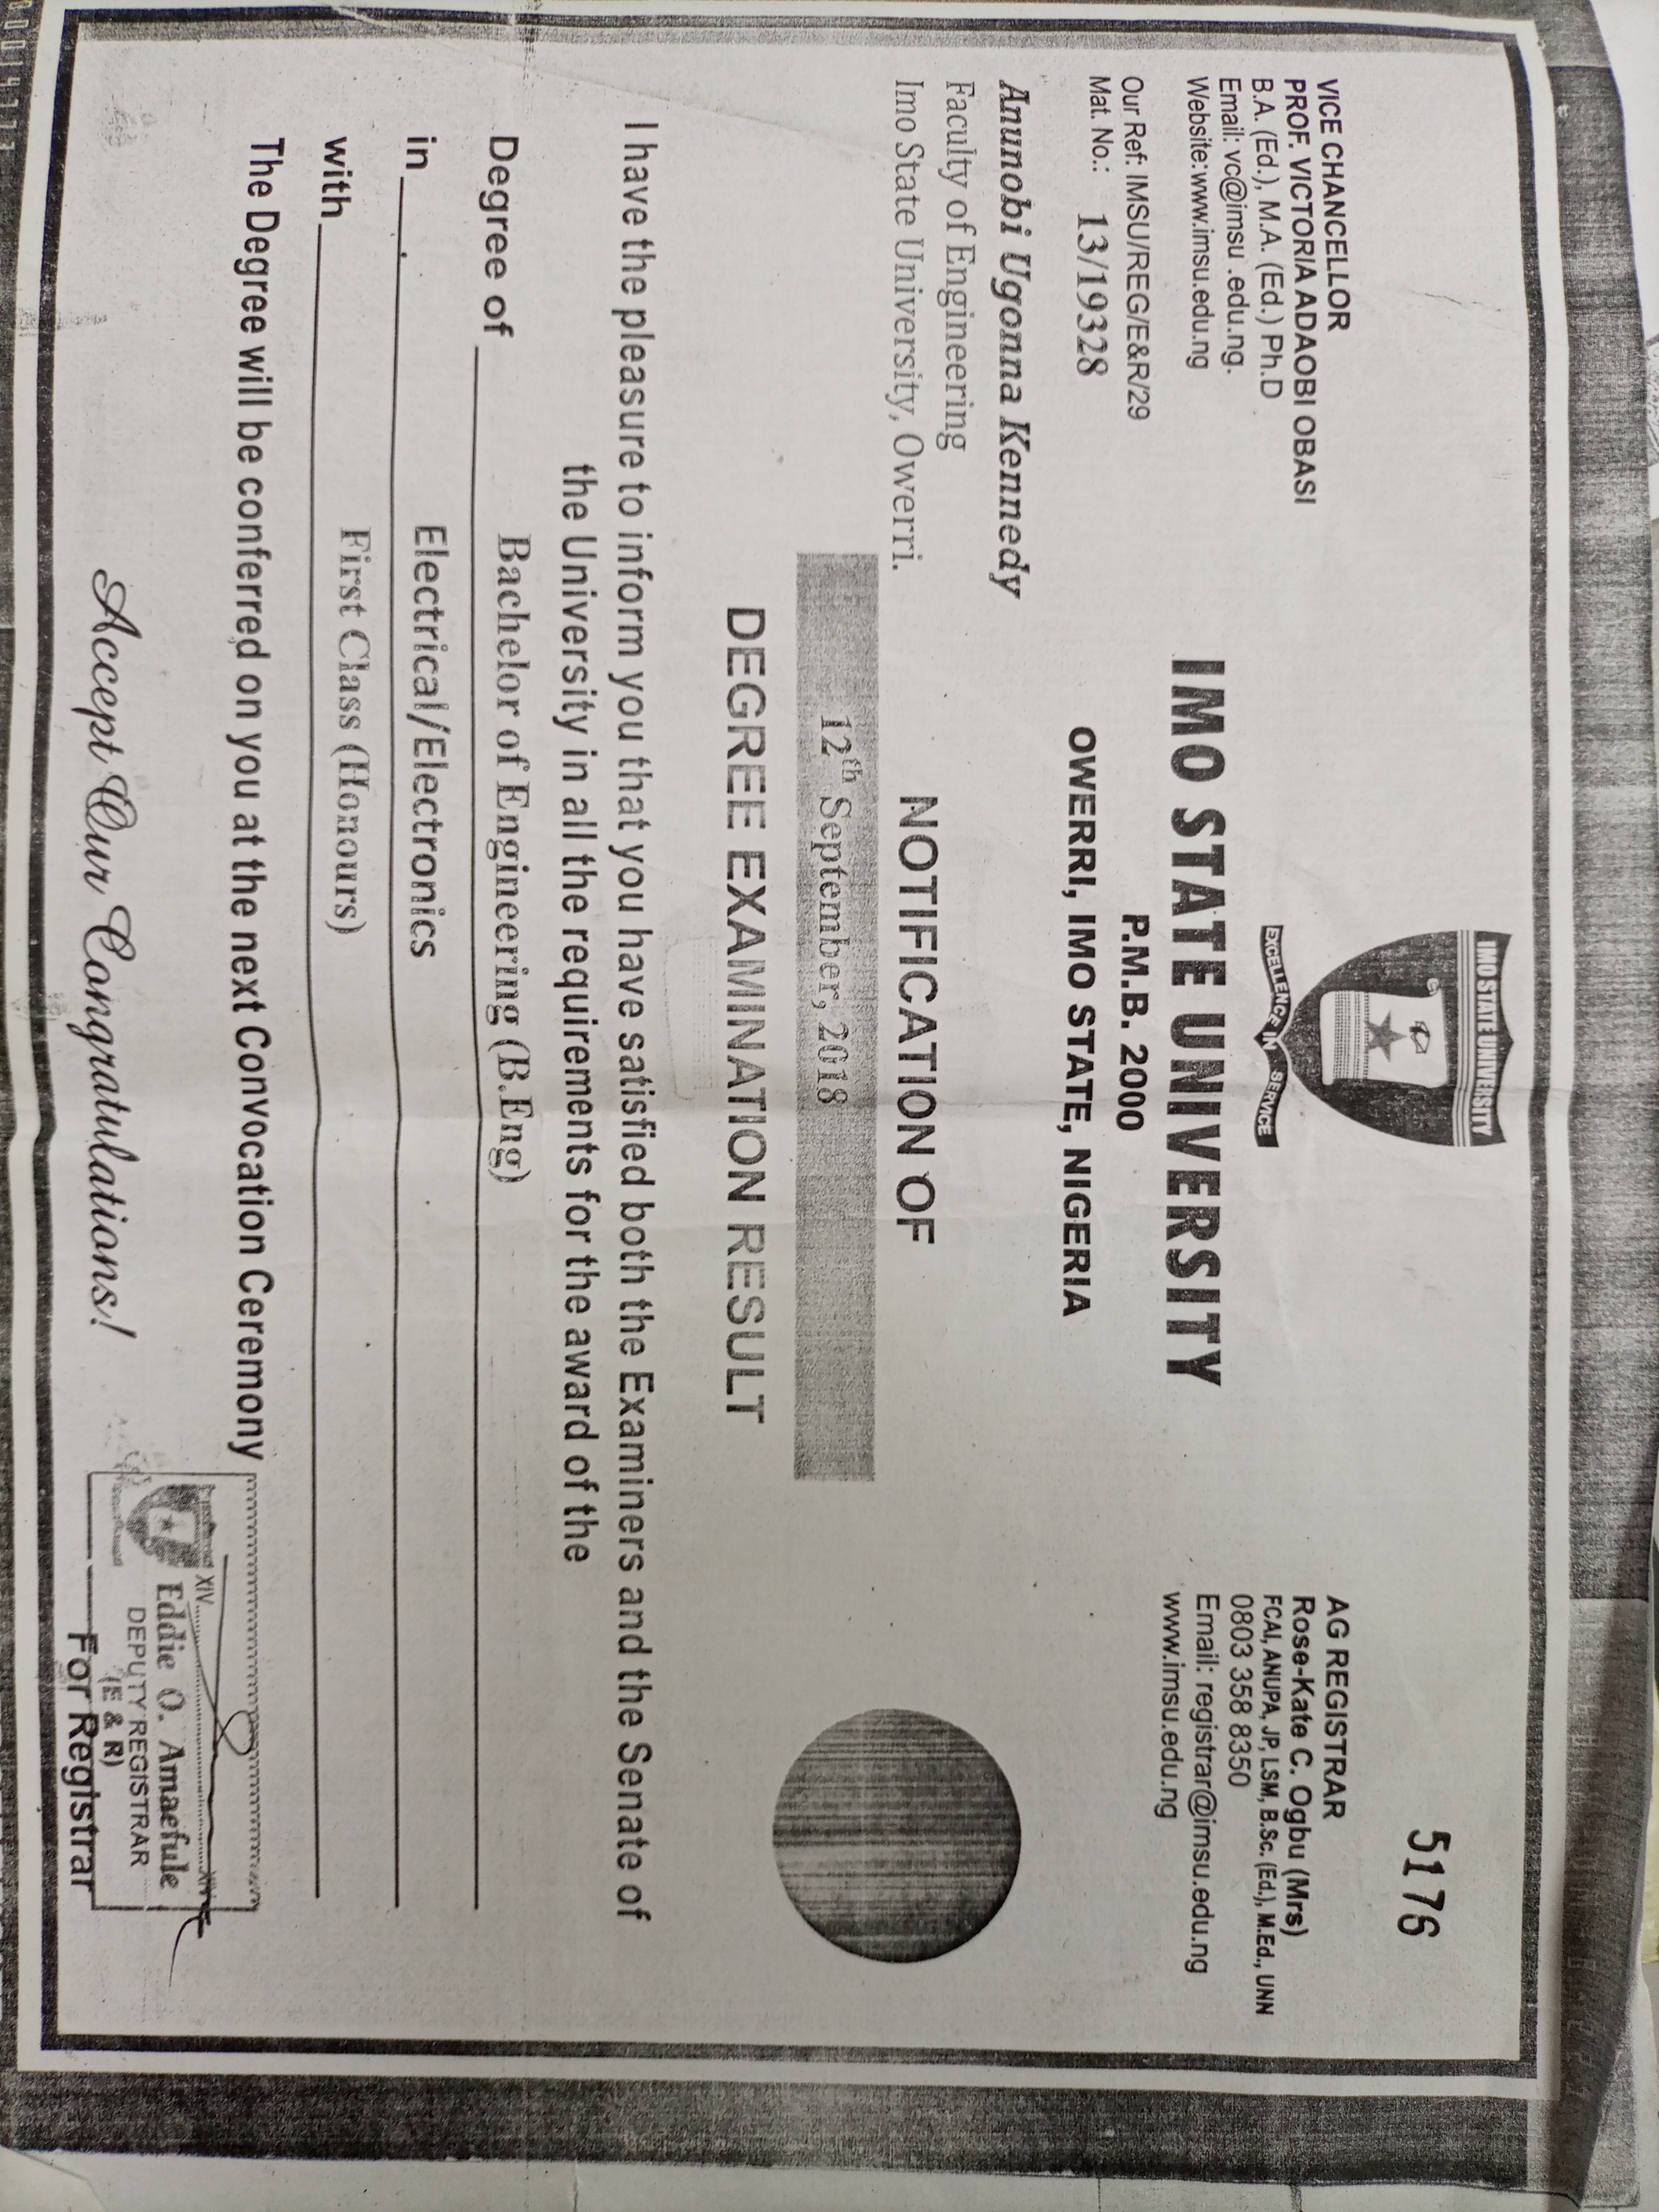 5176
IMO STATE UNIVERSITY
EXCELLENCE IN SERVICE
VICE CHANCELLOR
PROF. VICTORIA ADAOBI OBASI
B.A. (Ed.), M.A. (Ed.) Ph.D
Email: vc@imsu .edu.ng.
Website:www.imsu.edu.ng
AG REGISTRAR
Rose-Kate C. Ogbu (Mrs)
FCAI, ANUPA, JP, LSM, B.Sc. (Ed.), M.Ed., UNN
0803 358 8350
Email: registrar@imsu.edu.ng
www.imsu.edu.ng
IMO STATE UNIVERSITY
P.M.B. 2000
OWERRI, IMO STATE, NIGERIA
Our Ref: IMSU/REG/E&R/29
Mat. No.: 13/19328
Anunobi Ugonna Kennedy
Faculty of Engineering
Imo State University, Owerri.
NOTIFICATION OF
12th September, 2018
DEGREE EXAMINATION RESULT
I have the pleasure to inform you that you have satisfied both the Examiners and the Senate of
the University in all the requirements for the award of the
Degree of Bachelor of Engineering (B.Eng)
in Electrical/Electronics
with First Class (Honours)
The Degree will be conferred on you at the next Convocation Ceremony
Accept Our Congratulations!
Eddie O. Amaefule
DEPUTY REGISTRAR
(E & R)
For Registrar